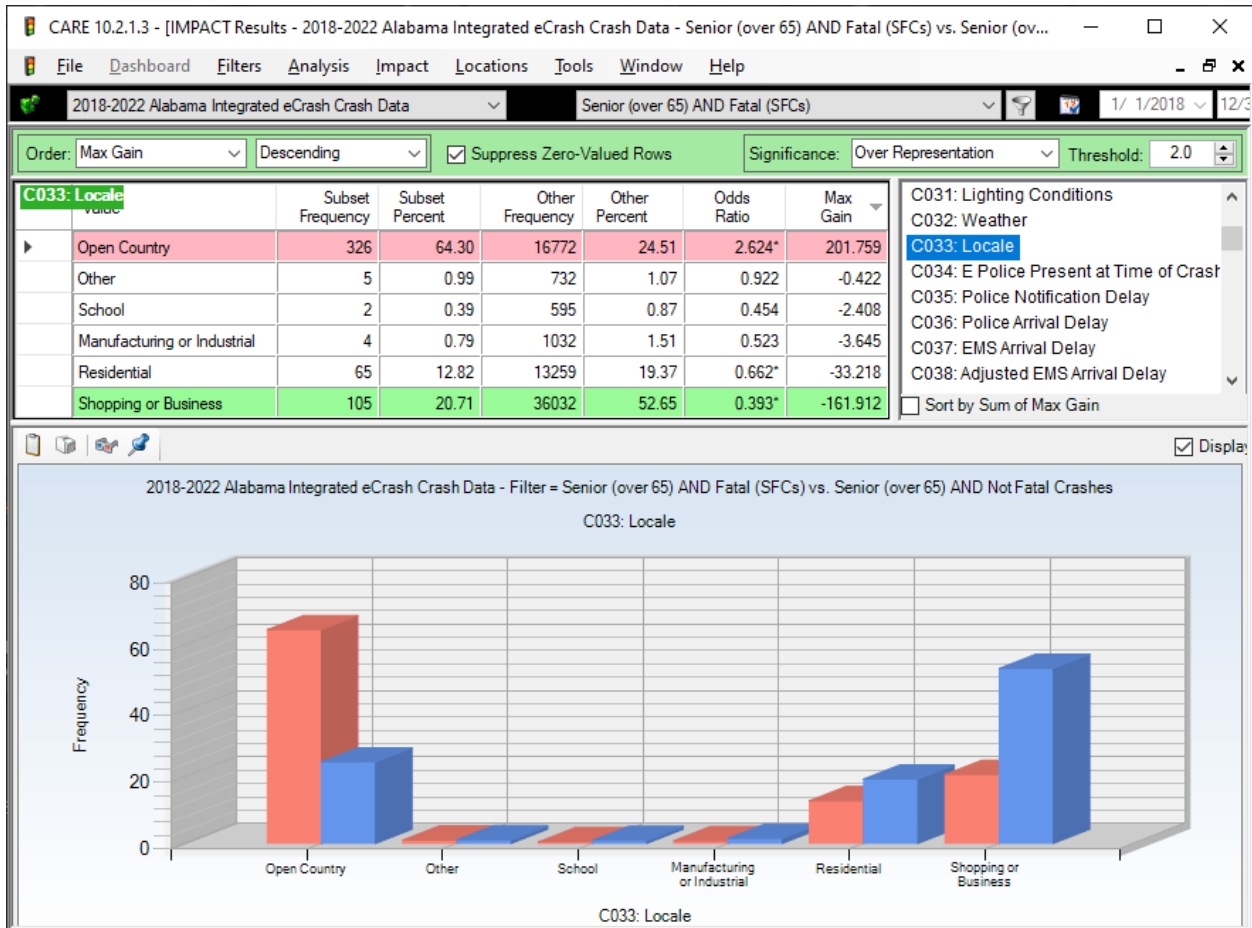 CARE 10.2.1.3 - [IMPACT Results - 2018-2022 Alabama Integrated eCrash Crash Data - Senior (over 65) AND Fatal (SFCs) vs. Senior (ov...
File Dashboard Filters Analysis Impact Locations Tools Window Help
2018-2022 Alabama Integrated eCrash Crash Data Senior (over 65) AND Fatal (SFCs) 1/ 1/2018 12/3
Order: Max Gain Descending Suppress Zero-Valued Rows Significance: Over Representation Threshold: 2.0
C033: Locale
Subset Frequency Subset Percent Other Frequency Other Percent Odds Ratio Max Gain
Open Country 326 64.30 16772 24.51 2.624* 201.759
Other 5 0.99 732 1.07 0.922 -0.422
School 2 0.39 595 0.87 0.454 -2.408
Manufacturing or Industrial 4 0.79 1032 1.51 0.523 -3.645
Residential 65 12.82 13259 19.37 0.662* -33.218
Shopping or Business 105 20.71 36032 52.65 0.393* -161.912
C031: Lighting Conditions
C032: Weather
C033: Locale
C034: E Police Present at Time of Crash
C035: Police Notification Delay
C036: Police Arrival Delay
C037: EMS Arrival Delay
C038: Adjusted EMS Arrival Delay
Sort by Sum of Max Gain
Display
2018-2022 Alabama Integrated eCrash Crash Data - Filter = Senior (over 65) AND Fatal (SFCs) vs. Senior (over 65) AND Not Fatal Crashes
C033: Locale
80
60
40
20
0
Frequency
Open Country
Other
School
Manufacturing
or Industrial
Residential
Shopping or
Business
C033: Locale